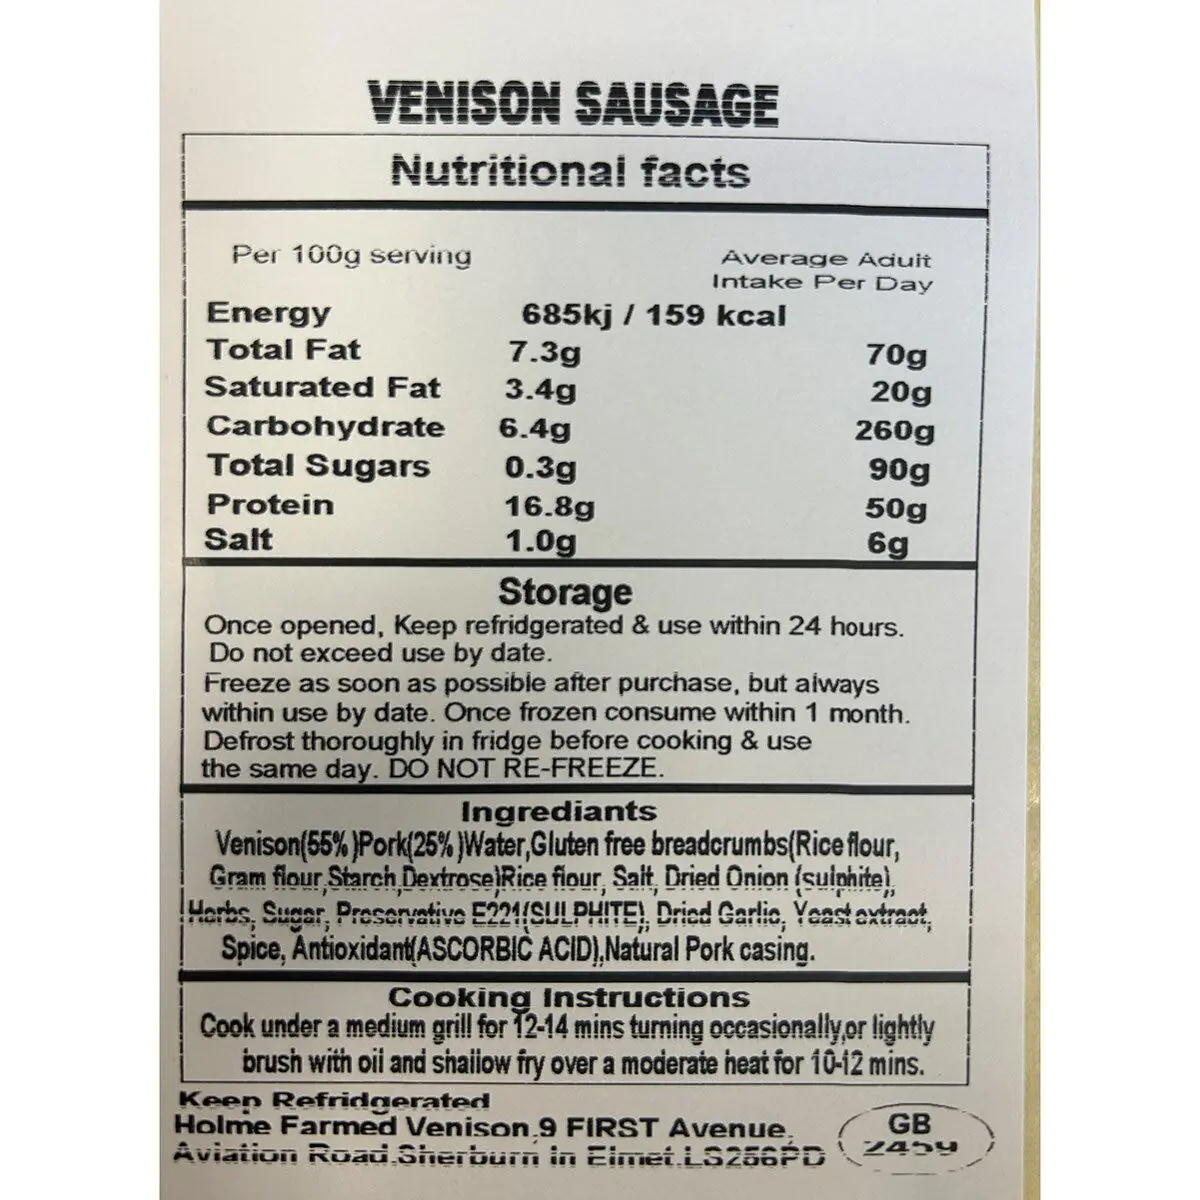 VENISON SAUSAGE
Nutritional facts
Per 100g serving
Average Adult
Intake Per Day
Energy 685kj / 159 kcal
Total Fat 7.3g 70g
Saturated Fat 3.4g 20g
Carbohydrate 6.4g 260g
Total Sugars 0.3g 90g
Protein 16.8g 50g
Salt 1.0g 6g
Storage
Once opened, Keep refridgerated & use within 24 hours.
Do not exceed use by date.
Freeze as soon as possible after purchase, but always
within use by date. Once frozen consume within 1 month.
Defrost thoroughly in fridge before cooking & use
the same day. DO NOT RE-FREEZE.
Ingrediants
Venison(55%)Pork(25%)Water,Gluten free breadcrumbs(Rice flour,
Gram flour,Starch,Dextrose)Rice flour, Salt, Dried Onion (sulphite),
Herbs, Sugar, Preservative E221(SULPHITE), Dried Garlic, Yeast extract,
Spice, Antioxidant(ASCORBIC ACID),Natural Pork casing.
Cooking Instructions
Cook under a medium grill for 12-14 mins turning occasionally,or lightly
brush with oil and shallow fry over a moderate heat for 10-12 mins.
Keep Refridgerated
Holme Farmed Venison,9 FIRST Avenue,
Aviation Road,Sherburn in Elmet.LS256PD
GB
2459